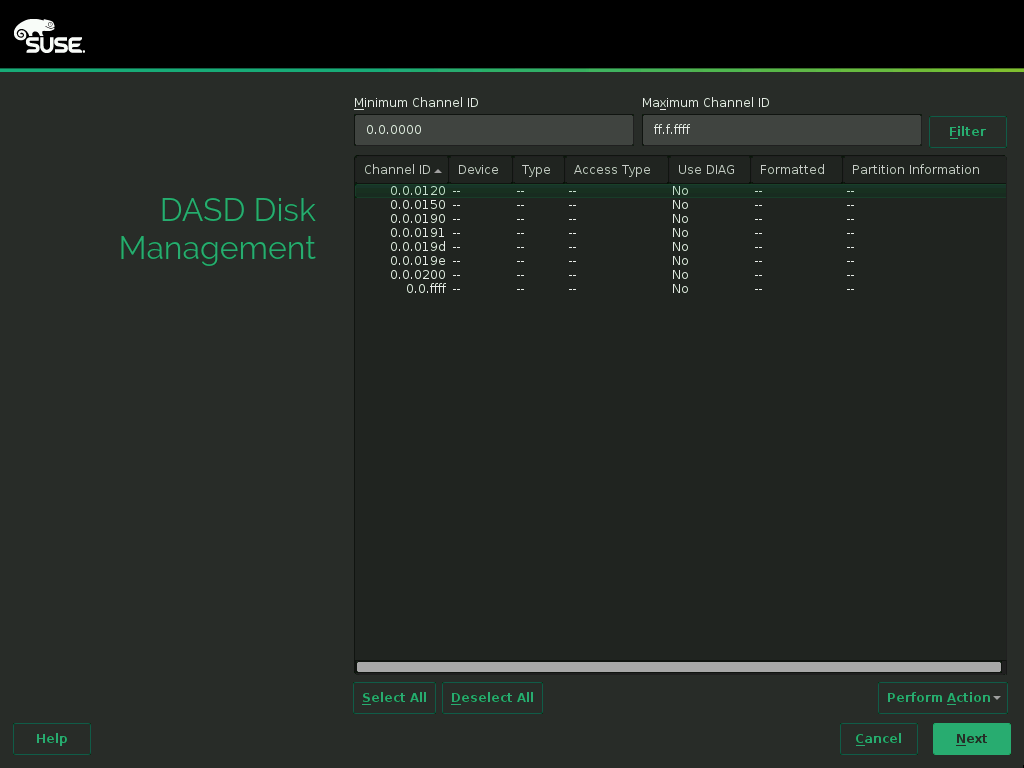 SUSE.
Minimum Channel ID Maximum Channel ID
0.0.0000 ff.f.ffff Filter
Channel ID Device Type Access Type Use DIAG Formatted Partition Information
DASD Disk
Management
0.0.0120 -- -- -- No -- --
0.0.0150 -- -- -- No -- --
0.0.0190 -- -- -- No -- --
0.0.0191 -- -- -- No -- --
0.0.019d -- -- -- No -- --
0.0.019e -- -- -- No -- --
0.0.0200 -- -- -- No -- --
0.0.ffff -- -- -- No -- --
Select All Deselect All Perform Action
Help Cancel Next